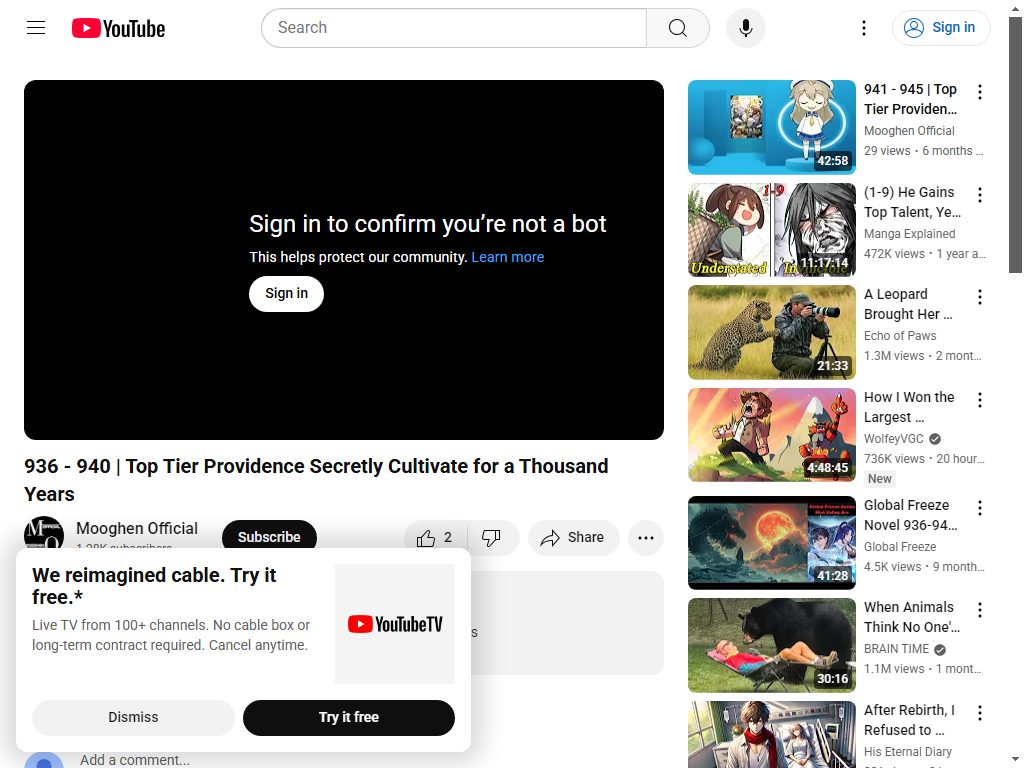 YouTube
Search
Sign in
Sign in to confirm you're not a bot
This helps protect our community. Learn more
Sign in
936 - 940 | Top Tier Providence Secretly Cultivate for a Thousand
Years
Mooghen Official
Subscribe
2
Share
We reimagined cable. Try it
free.*
Live TV from 100+ channels. No cable box or
long-term contract required. Cancel anytime.
YouTubeTV
Dismiss
Try it free
Add a comment...
941 - 945 | Top
Tier Providen...
Mooghen Official
29 views • 6 months ...
42:58
(1-9) He Gains
Top Talent, Ye...
Manga Explained
472K views • 1 year a...
1-9
Understated
11:17:14
A Leopard
Brought Her ...
Echo of Paws
1.3M views • 2 mont...
21:33
How I Won the
Largest ...
WolfeyVGC
736K views • 20 hour...
New
4:48:45
Global Freeze
Novel 936-94...
Global Freeze
4.5K views • 9 month...
41:28
When Animals
Think No One'...
BRAIN TIME
1.1M views • 1 mont...
30:16
After Rebirth, I
Refused to ...
His Eternal Diary